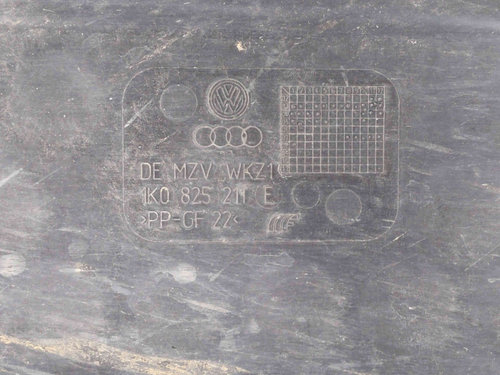 DE MZV WKZ1
1K0 825 211 E
>PP-GF 22<